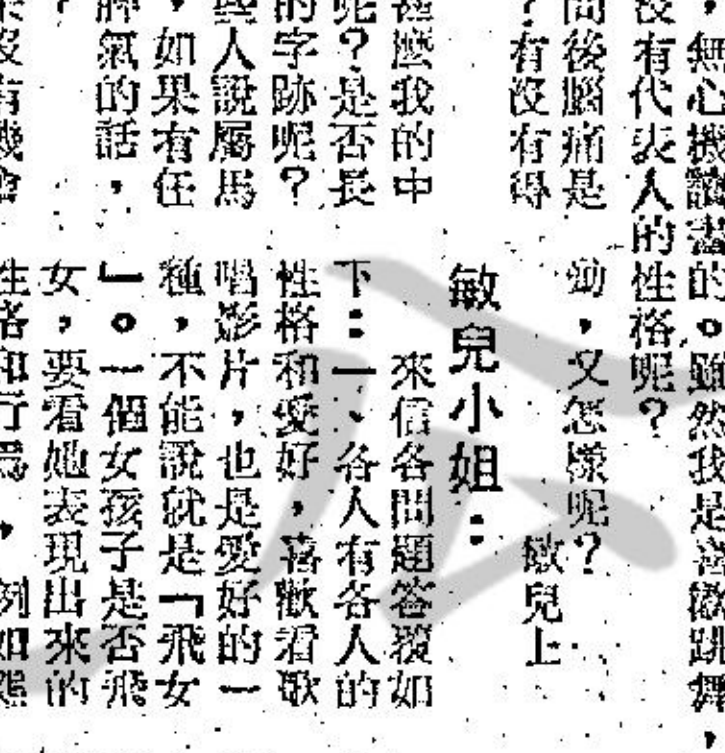 ，無心機讀書的。雖然我是喜歡跳舞，
沒有代表人的性格呢？
問後腦痛是
？有沒有得
甚麼我的中
呢？是否長
的字跡呢？
些人說屬馬
，如果有任
脾氣的話，
？
來沒有機會
勁，又怎樣呢？
敏兒上
敏兒小姐：
來信各問題答覆如
下：一、各人有各人的
性格和愛好，喜歡看歌
唱影片，也是愛好的一
種，不能說就是「飛女
」。一個女孩子是否飛
女，要看她表現出來的
性格和行為，例如態